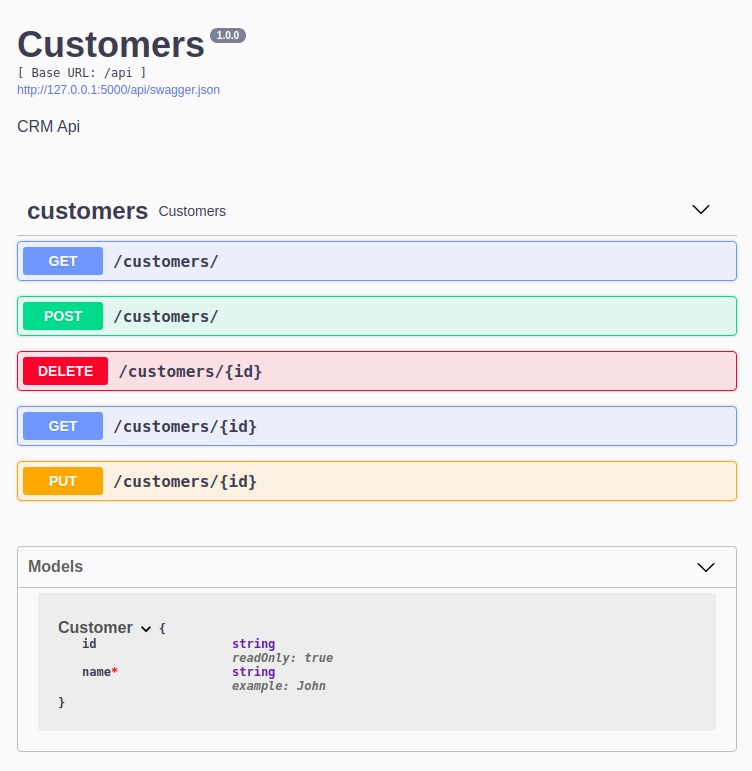 Customers 1.0.0
[ Base URL: /api ]
http://127.0.0.1:5000/api/swagger.json
CRM Api
customers Customers
GET /customers/
POST /customers/
DELETE /customers/{id}
GET /customers/{id}
PUT /customers/{id}
Models
Customer {
id string
readOnly: true
name* string
example: John
}